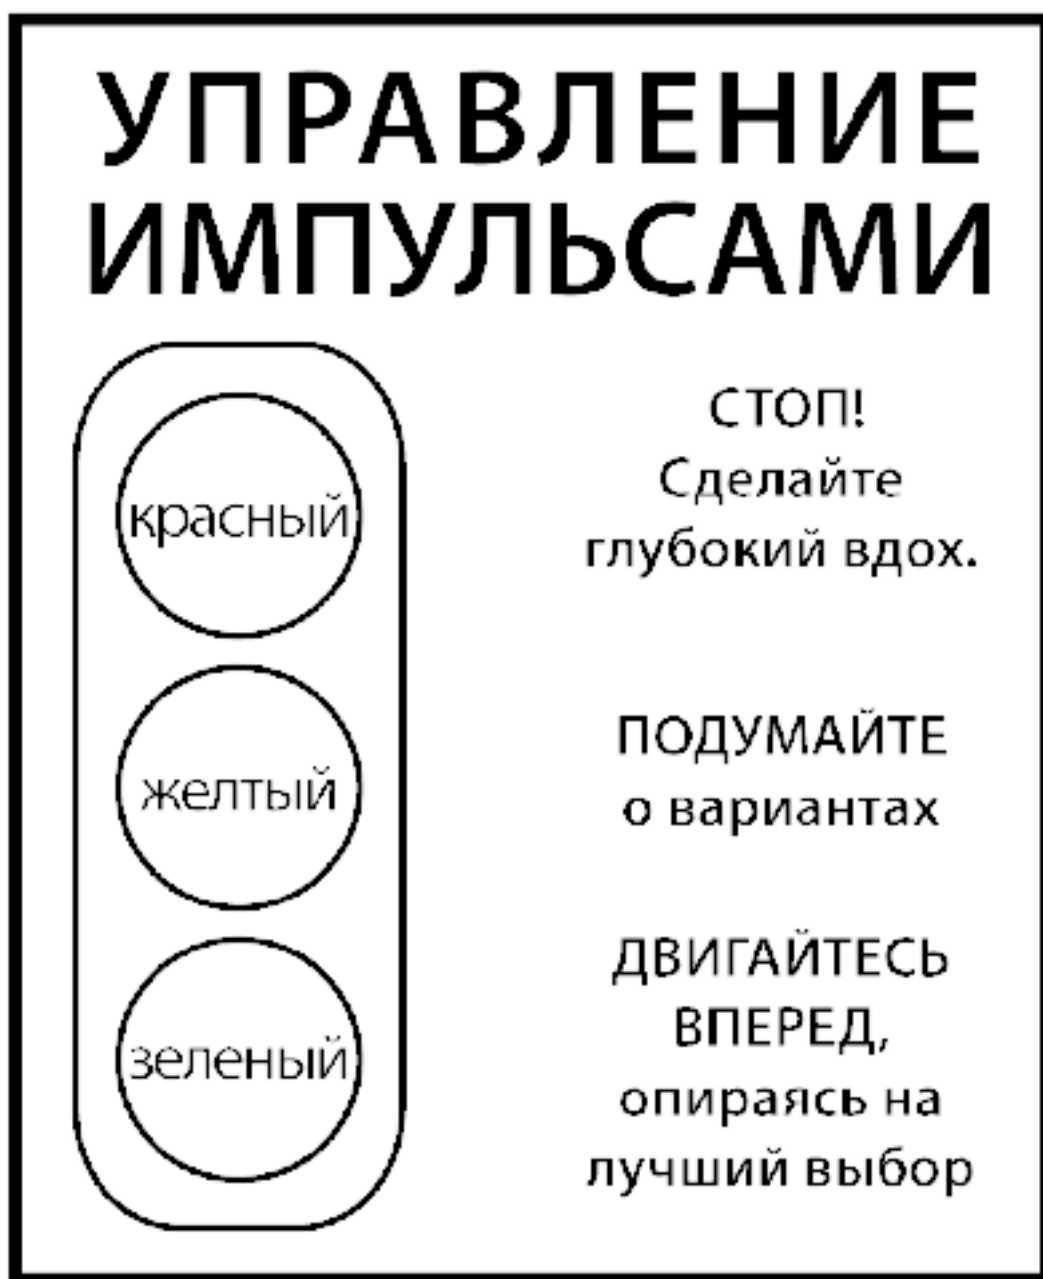 УПРАВЛЕНИЕ
ИМПУЛЬСАМИ
красный
СТОП!
Сделайте
глубокий вдох.
желтый
ПОДУМАЙТЕ
о вариантах
зеленый
ДВИГАЙТЕСЬ
ВПЕРЕД,
опираясь на
лучший выбор